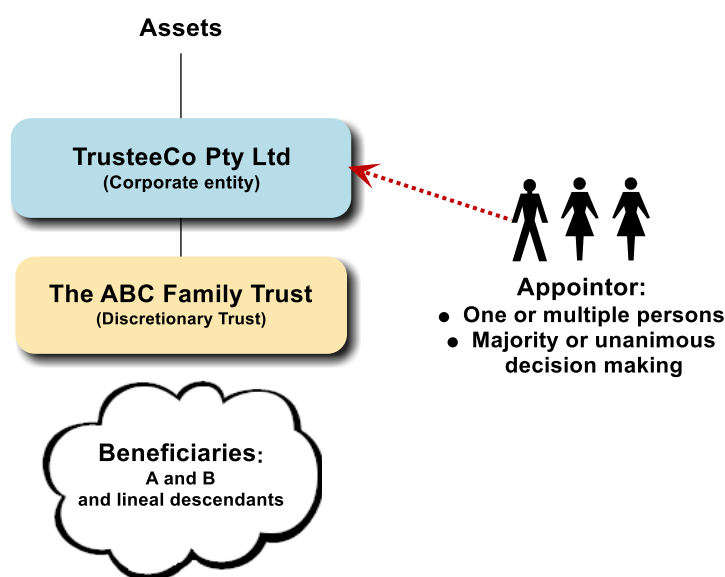 Assets
TrusteeCo Pty Ltd
(Corporate entity)
The ABC Family Trust
(Discretionary Trust)
Beneficiaries:
A and B
and lineal descendants
Appointor:
● One or multiple persons
● Majority or unanimous
decision making